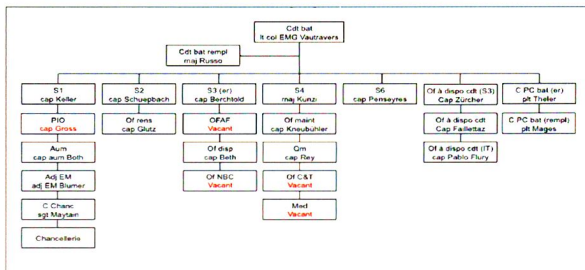 Cdt bat
lt col EMG Vautravers
Cdt bat rempl
maj Russo
S1
cap Keller
S2
cap Schuepbach
S3 (er)
cap Berchtold
S4
maj Kunzi
S6
cap Penseyres
Of à dispo cdt (S3)
Cap Zürcher
C PC bat (er)
plt Theler
PIO
cap Gross
Of rens
cap Glutz
OFAF
Vacant
Of maint
cap Kneubühler
Of à dispo cdt
Cap Faillettaz
C PC bat (rempl)
plt Mages
Aum
cap aum Both
Of disp
cap Beth
Qm
cap Rey
Of à dispo cdt (IT)
cap Pablo Flury
Adj EM
adj EM Blumer
Of NBC
Vacant
Of C&T
Vacant
C Chanc
sgt Maytain
Med
Vacant
Chancellerie